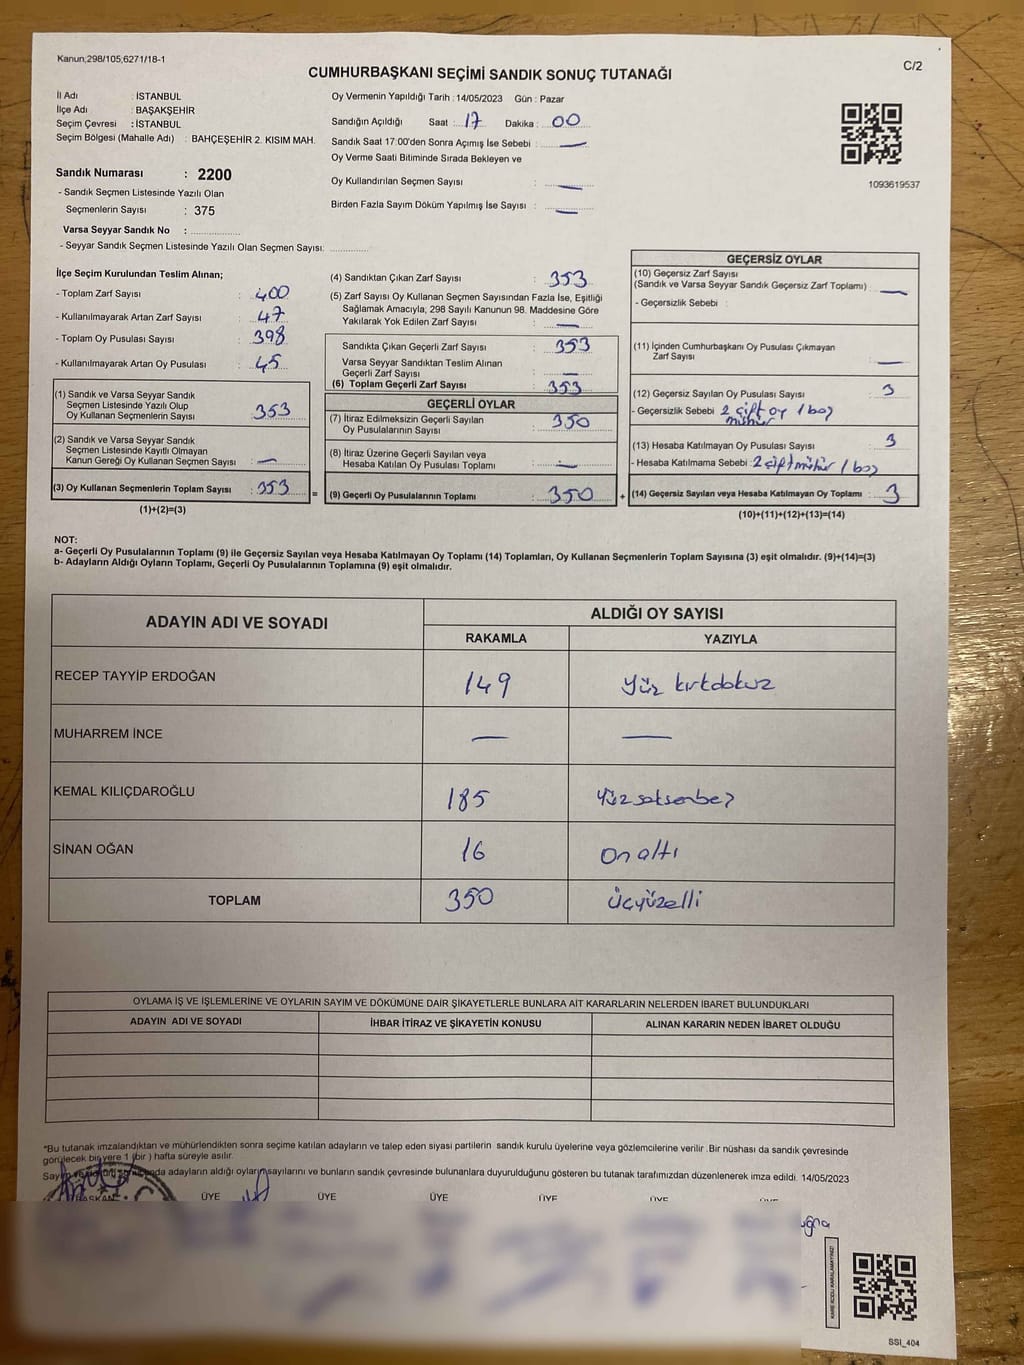 Kanun;298/105;6271/18-1
C/2
CUMHURBAŞKANI SEÇİMİ SANDIK SONUÇ TUTANAĞI
İl Adı : İSTANBUL
İlçe Adı : BAŞAKŞEHİR
Seçim Çevresi : İSTANBUL
Seçim Bölgesi (Mahalle Adı) : BAHÇEŞEHİR 2. KISIM MAH.
Sandık Numarası : 2200
- Sandık Seçmen Listesinde Yazılı Olan
Seçmenlerin Sayısı : 375
Varsa Seyyar Sandık No :
- Seyyar Sandık Seçmen Listesinde Yazılı Olan Seçmen Sayısı:
Oy Vermenin Yapıldığı Tarih : 14/05/2023 Gün : Pazar
Sandığın Açıldığı Saat : 17 Dakika : 00
Sandık Saat 17:00'den Sonra Açımış İse Sebebi : —
Oy Verme Saati Bitiminde Sırada Bekleyen ve
Oy Kullandırılan Seçmen Sayısı : —
Birden Fazla Sayım Döküm Yapılmış İse Sayısı : —
1093619537
İlçe Seçim Kurulundan Teslim Alınan;
- Toplam Zarf Sayısı : 400
- Kullanılmayarak Artan Zarf Sayısı : 47
- Toplam Oy Pusulası Sayısı : 398
- Kullanılmayarak Artan Oy Pusulası : 45
(1) Sandık ve Varsa Seyyar Sandık
Seçmen Listesinde Yazılı Olup
Oy Kullanan Seçmenlerin Sayısı : 353
(2) Sandık ve Varsa Seyyar Sandık
Seçmen Listesinde Kayıtlı Olmayan
Kanun Gereği Oy Kullanan Seçmen Sayısı : —
(3) Oy Kullanan Seçmenlerin Toplam Sayısı : 353
(1)+(2)=(3)
(4) Sandıktan Çıkan Zarf Sayısı : 353
(5) Zarf Sayısı Oy Kullanan Seçmen Sayısından Fazla İse, Eşitliği
Sağlamak Amacıyla, 298 Sayılı Kanunun 98. Maddesine Göre
Yakılarak Yok Edilen Zarf Sayısı : —
Sandıkta Çıkan Geçerli Zarf Sayısı : 353
Varsa Seyyar Sandıktan Teslim Alınan
Geçerli Zarf Sayısı : —
(6) Toplam Geçerli Zarf Sayısı : 353
GEÇERLİ OYLAR
(7) İtiraz Edilmeksizin Geçerli Sayılan
Oy Pusulalarının Sayısı : 350
(8) İtiraz Üzerine Geçerli Sayılan veya
Hesaba Katılan Oy Pusulası Toplamı : —
= (9) Geçerli Oy Pusulalarının Toplamı : 350 +
GEÇERSİZ OYLAR
(10) Geçersiz Zarf Sayısı
(Sandık ve Varsa Seyyar Sandık Geçersiz Zarf Toplamı) : —
- Geçersizlik Sebebi :
(11) İçinden Cumhurbaşkanı Oy Pusulası Çıkmayan
Zarf Sayısı : —
(12) Geçersiz Sayılan Oy Pusulası Sayısı : 3
- Geçersizlik Sebebi 2 çift oy 1 boş
mühür
(13) Hesaba Katılmayan Oy Pusulası Sayısı : 3
- Hesaba Katılmama Sebebi : 2 çift mühür 1 boş
(14) Geçersiz Sayılan veya Hesaba Katılmayan Oy Toplamı : 3
(10)+(11)+(12)+(13)=(14)
NOT:
a- Geçerli Oy Pusulalarının Toplamı (9) ile Geçersiz Sayılan veya Hesaba Katılmayan Oy Toplamı (14) Toplamları, Oy Kullanan Seçmenlerin Toplam Sayısına (3) eşit olmalıdır. (9)+(14)=(3)
b- Adayların Aldığı Oyların Toplamı, Geçerli Oy Pusulalarının Toplamına (9) eşit olmalıdır.
ADAYIN ADI VE SOYADI
ALDIĞI OY SAYISI
RAKAMLA YAZIYLA
RECEP TAYYİP ERDOĞAN 149 yüz kırkdokuz
MUHARREM İNCE — —
KEMAL KILIÇDAROĞLU 185 yüz seksenbeş
SİNAN OĞAN 16 on altı
TOPLAM 350 üçyüzelli
OYLAMA İŞ VE İŞLEMLERİNE VE OYLARIN SAYIM VE DÖKÜMÜNE DAİR ŞİKAYETLERLE BUNLARA AİT KARARLARIN NELERDEN İBARET BULUNDUKLARI
ADAYIN ADI VE SOYADI İHBAR İTİRAZ VE ŞİKAYETİN KONUSU ALINAN KARARIN NEDEN İBARET OLDUĞU
*Bu tutanak imzalandıktan ve mühürlendikten sonra seçime katılan adayların ve talep eden siyasi partilerin sandık kurulu üyelerine veya gözlemcilerine verilir .Bir nüshası da sandık çevresinde
görülecek bir yere 1 (bir ) hafta süreyle asılır.
adayların aldığı oyların sayılarını ve bunların sandık çevresinde bulunanlara duyurulduğunu gösteren bu tutanak tarafımızdan düzenlenerek imza edildi. 14/05/2023
BAŞKAN ÜYE ÜYE ÜYE ÜYE ÜYE
KARE KODU KARALAMAYINIZ!
SSI_404